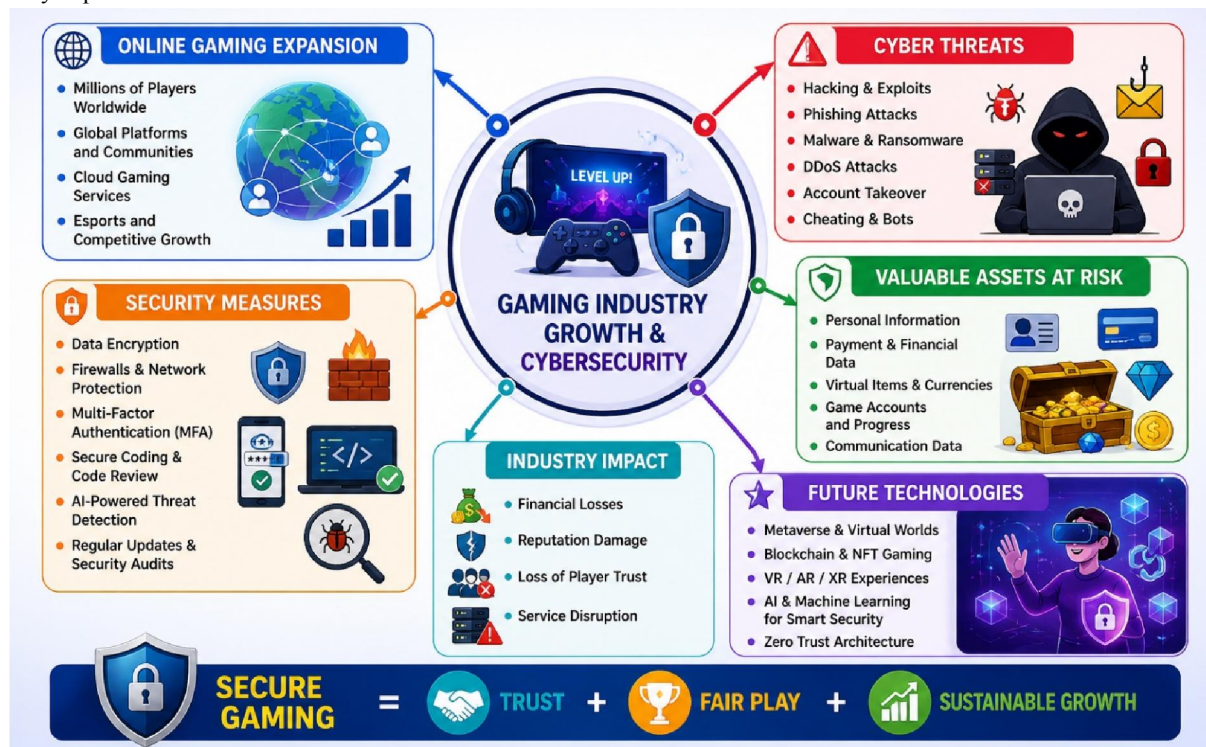 ONLINE GAMING EXPANSION
Millions of Players
Worldwide
Global Platforms
and Communities
Cloud Gaming
Services
Esports and
Competitive Growth
CYBER THREATS
Hacking & Exploits
Phishing Attacks
Malware & Ransomware
DDoS Attacks
Account Takeover
Cheating & Bots
LEVEL UP!
GAMING INDUSTRY
GROWTH &
CYBERSECURITY
SECURITY MEASURES
Data Encryption
Firewalls & Network
Protection
Multi-Factor
Authentication (MFA)
Secure Coding &
Code Review
AI-Powered Threat
Detection
Regular Updates &
Security Audits
***
</>
VALUABLE ASSETS AT RISK
Personal Information
Payment & Financial
Data
Virtual Items & Currencies
Game Accounts
and Progress
Communication Data
$
INDUSTRY IMPACT
$
Financial Losses
Reputation Damage
Loss of Player Trust
Service Disruption
FUTURE TECHNOLOGIES
Metaverse & Virtual Worlds
Blockchain & NFT Gaming
VR / AR / XR Experiences
AI & Machine Learning
for Smart Security
Zero Trust Architecture
SECURE
GAMING
= TRUST + FAIR PLAY + SUSTAINABLE GROWTH